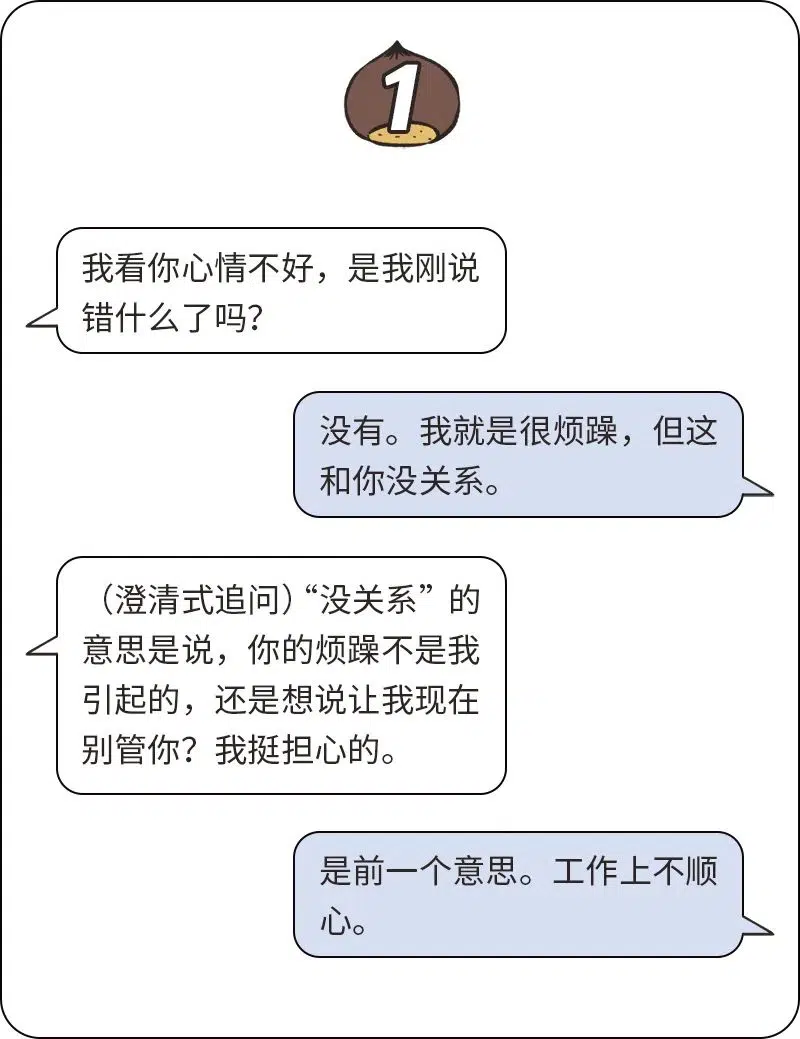 1
我看你心情不好，是我刚说
错什么了吗？
没有。我就是很烦躁，但这
和你没关系。
（澄清式追问）“没关系”的
意思是说，你的烦躁不是我
引起的，还是想说让我现在
别管你？我挺担心的。
是前一个意思。工作上不顺
心。